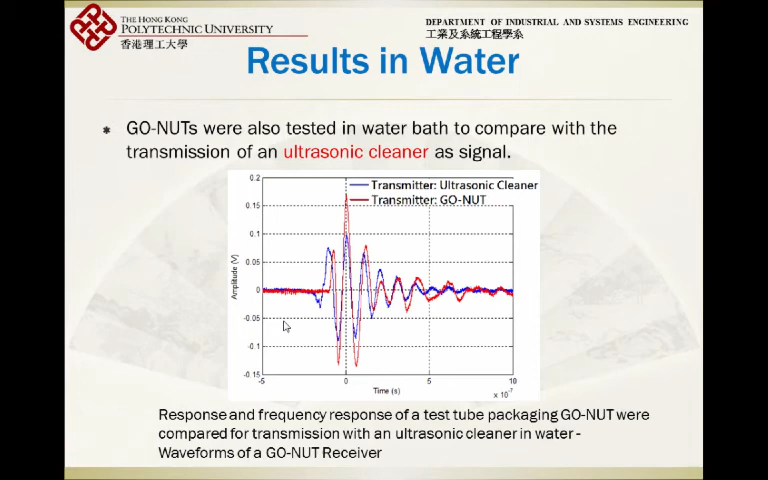 THE HONG KONG
POLYTECHNIC UNIVERSITY
香港理工大學
DEPARTMENT OF INDUSTRIAL AND SYSTEMS ENGINEERING
工業及系統工程學系
Results in Water
GO-NUTs were also tested in water bath to compare with the
transmission of an ultrasonic cleaner as signal.
Transmitter: Ultrasonic Cleaner
Transmitter: GO-NUT
Amplitude (V)
0.2
0.15
0.1
0.05
0
-0.05
-0.1
-0.15
-5
0
5
10
Time (s)
x 10⁻⁷
Response and frequency response of a test tube packaging GO-NUT were
compared for transmission with an ultrasonic cleaner in water -
Waveforms of a GO-NUT Receiver